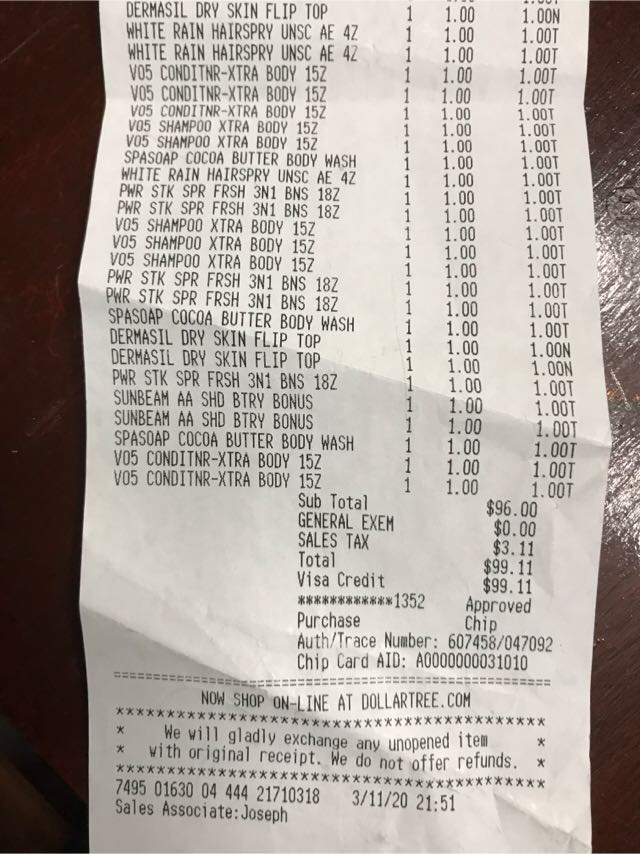 DERMASIL DRY SKIN FLIP TOP 1 1.00 1.00N
WHITE RAIN HAIRSPRY UNSC AE 4Z 1 1.00 1.00T
WHITE RAIN HAIRSPRY UNSC AE 4Z 1 1.00 1.00T
VO5 CONDITNR-XTRA BODY 15Z 1 1.00 1.00T
VO5 CONDITNR-XTRA BODY 15Z 1 1.00 1.00T
VO5 CONDITNR-XTRA BODY 15Z 1 1.00 1.00T
VO5 SHAMPOO XTRA BODY 15Z 1 1.00 1.00T
VO5 SHAMPOO XTRA BODY 15Z 1 1.00 1.00T
SPASOAP COCOA BUTTER BODY WASH 1 1.00 1.00T
WHITE RAIN HAIRSPRY UNSC AE 4Z 1 1.00 1.00T
PWR STK SPR FRSH 3N1 BNS 18Z 1 1.00 1.00T
PWR STK SPR FRSH 3N1 BNS 18Z 1 1.00 1.00T
VO5 SHAMPOO XTRA BODY 15Z 1 1.00 1.00T
VO5 SHAMPOO XTRA BODY 15Z 1 1.00 1.00T
VO5 SHAMPOO XTRA BODY 15Z 1 1.00 1.00T
PWR STK SPR FRSH 3N1 BNS 18Z 1 1.00 1.00T
PWR STK SPR FRSH 3N1 BNS 18Z 1 1.00 1.00T
SPASOAP COCOA BUTTER BODY WASH 1 1.00 1.00T
DERMASIL DRY SKIN FLIP TOP 1 1.00 1.00N
DERMASIL DRY SKIN FLIP TOP 1 1.00 1.00N
PWR STK SPR FRSH 3N1 BNS 18Z 1 1.00 1.00T
SUNBEAM AA SHD BTRY BONUS 1 1.00 1.00T
SUNBEAM AA SHD BTRY BONUS 1 1.00 1.00T
SPASOAP COCOA BUTTER BODY WASH 1 1.00 1.00T
VO5 CONDITNR-XTRA BODY 15Z 1 1.00 1.00T
VO5 CONDITNR-XTRA BODY 15Z 1 1.00 1.00T
Sub Total $96.00
GENERAL EXEM $0.00
SALES TAX $3.11
Total $99.11
Visa Credit $99.11
************1352 Approved
Purchase Chip
Auth/Trace Number: 607458/047092
Chip Card AID: A0000000031010
NOW SHOP ON-LINE AT DOLLARTREE.COM
* We will gladly exchange any unopened item *
* with original receipt. We do not offer refunds. *
7495 01630 04 444 21710318 3/11/20 21:51
Sales Associate:Joseph